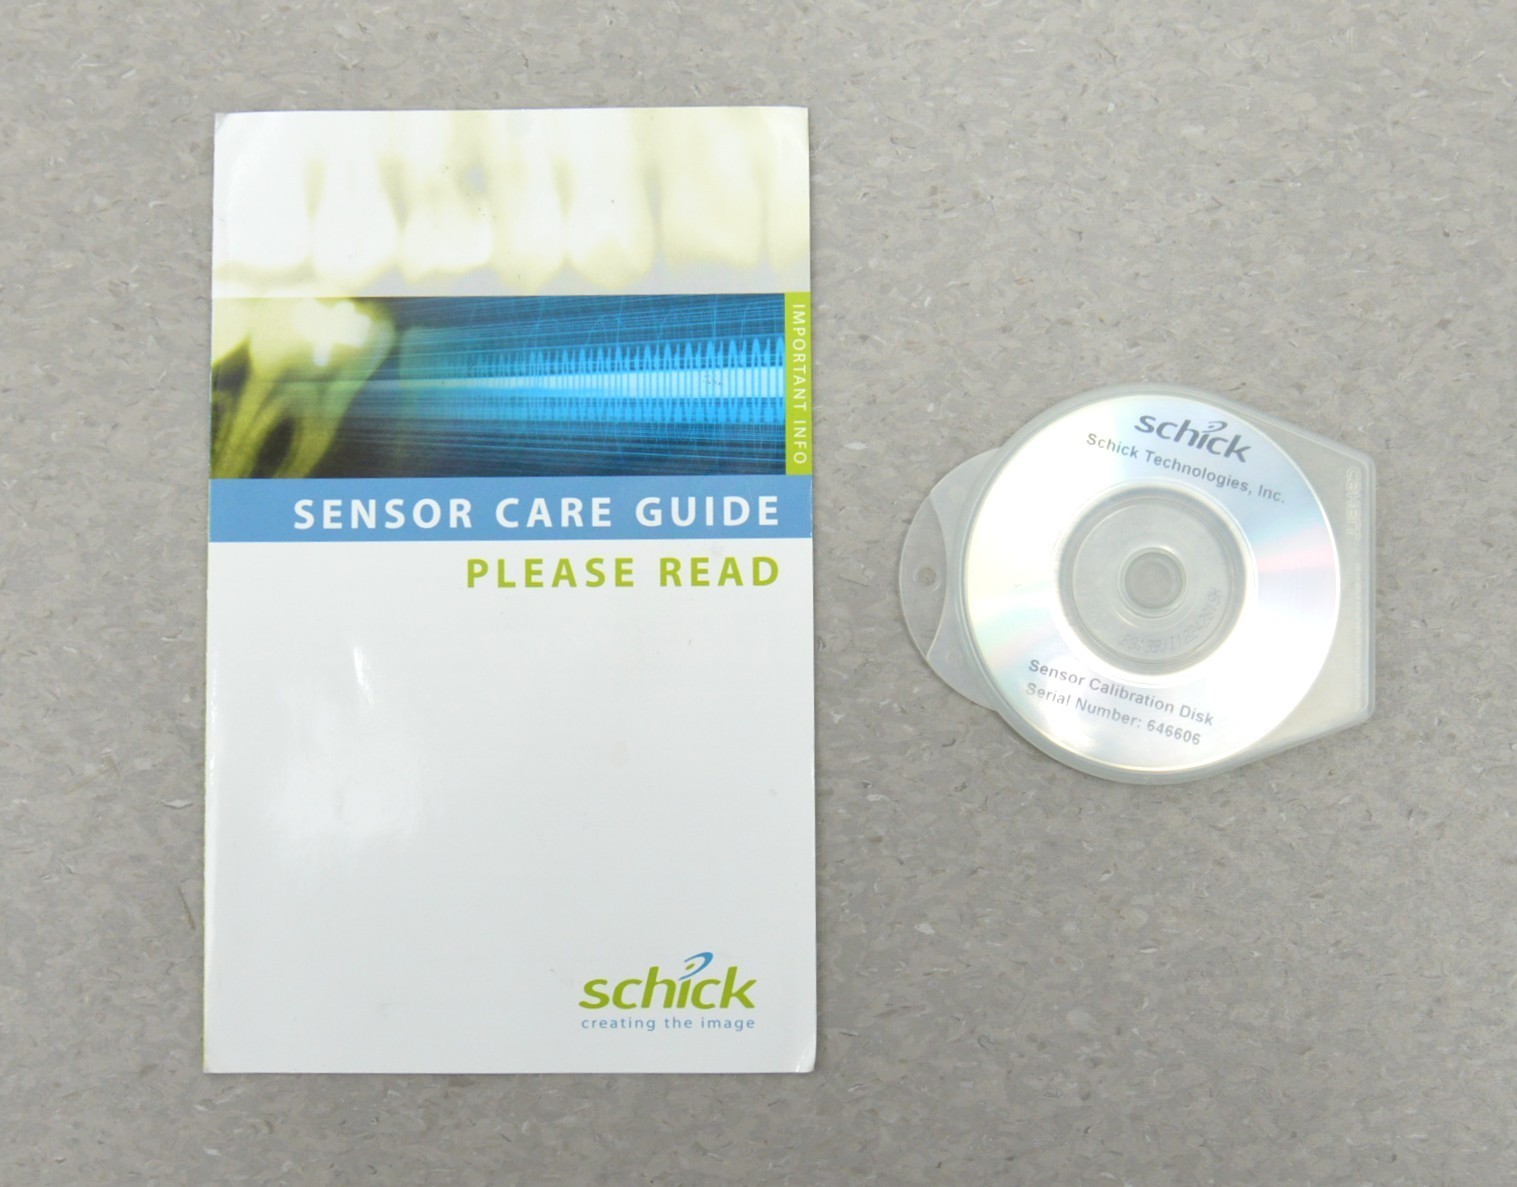 IMPORTANT INFO
SENSOR CARE GUIDE
PLEASE READ
schick
creating the image
schick
Schick Technologies, Inc.
Sensor Calibration Disk
Serial Number: 646606